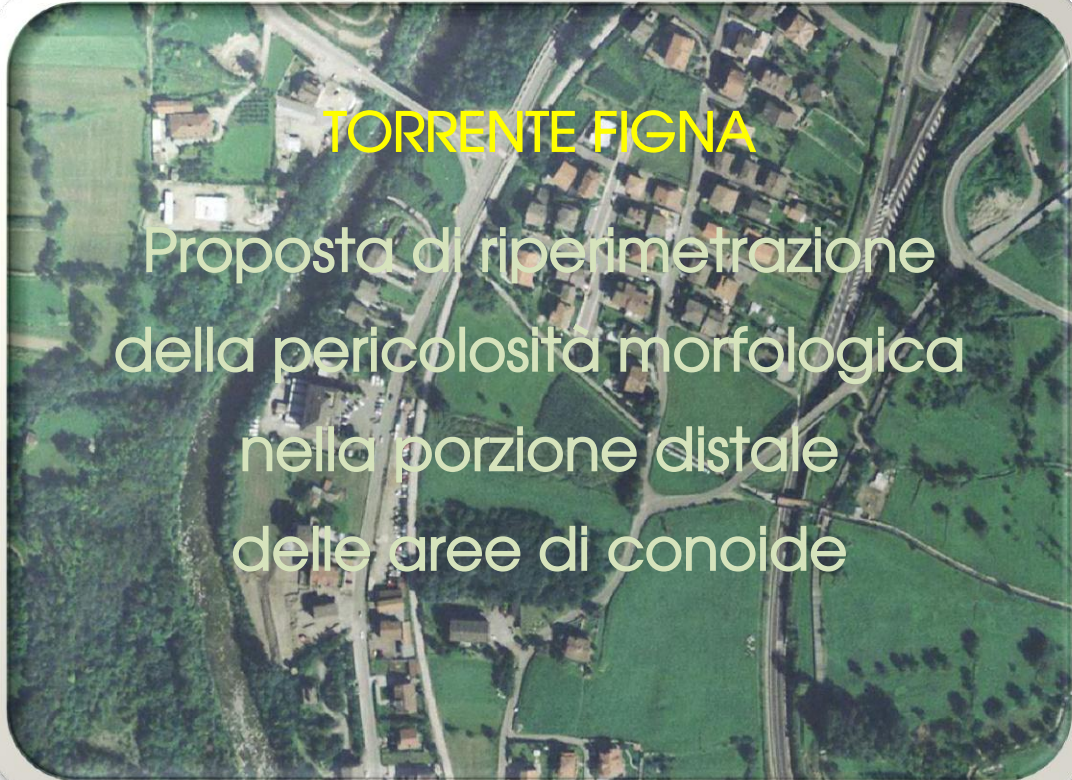 TORRENTE FIGNA
Proposta di riperimetrazione
della pericolosità morfologica
nella porzione distale
delle aree di conoide